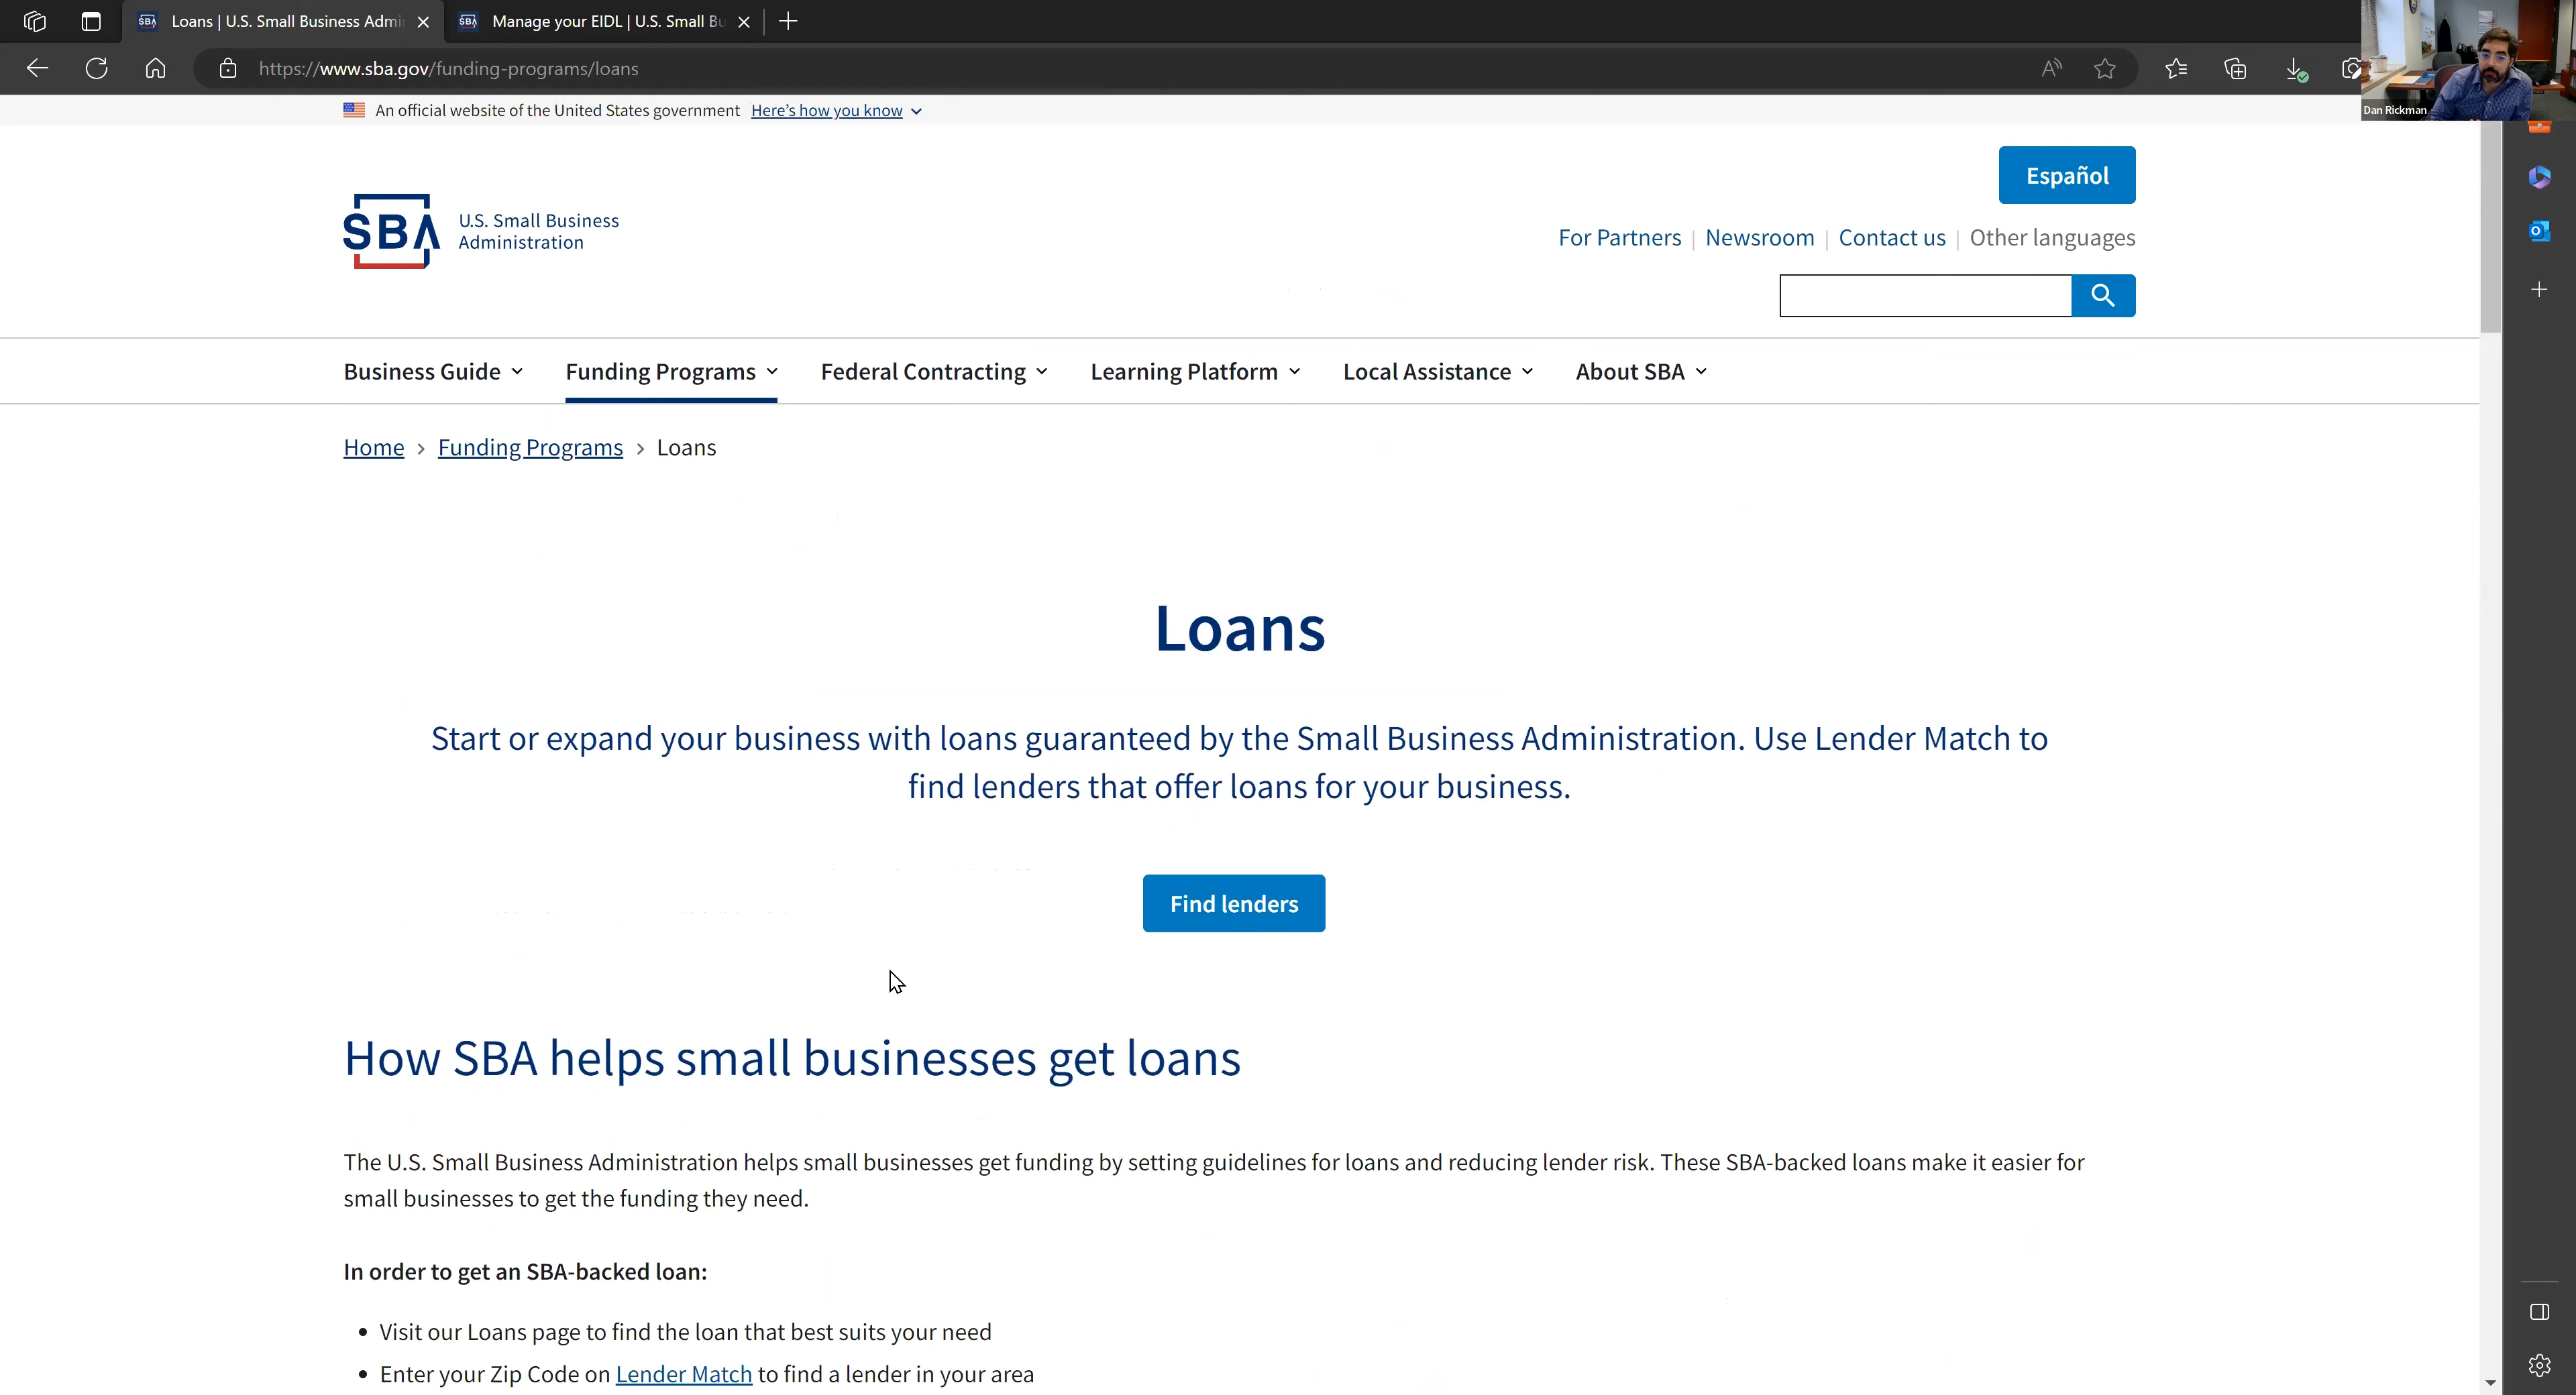 Loans | U.S. Small Business Admi
Manage your EIDL | U.S. Small Bu
https://www.sba.gov/funding-programs/loans
Dan Rickman
An official website of the United States government Here's how you know
Español
SBA
U.S. Small Business
Administration
For Partners | Newsroom | Contact us | Other languages
Business Guide Funding Programs Federal Contracting Learning Platform Local Assistance About SBA
Home > Funding Programs > Loans
Loans
Start or expand your business with loans guaranteed by the Small Business Administration. Use Lender Match to
find lenders that offer loans for your business.
Find lenders
How SBA helps small businesses get loans
The U.S. Small Business Administration helps small businesses get funding by setting guidelines for loans and reducing lender risk. These SBA-backed loans make it easier for
small businesses to get the funding they need.
In order to get an SBA-backed loan:
• Visit our Loans page to find the loan that best suits your need
• Enter your Zip Code on Lender Match to find a lender in your area